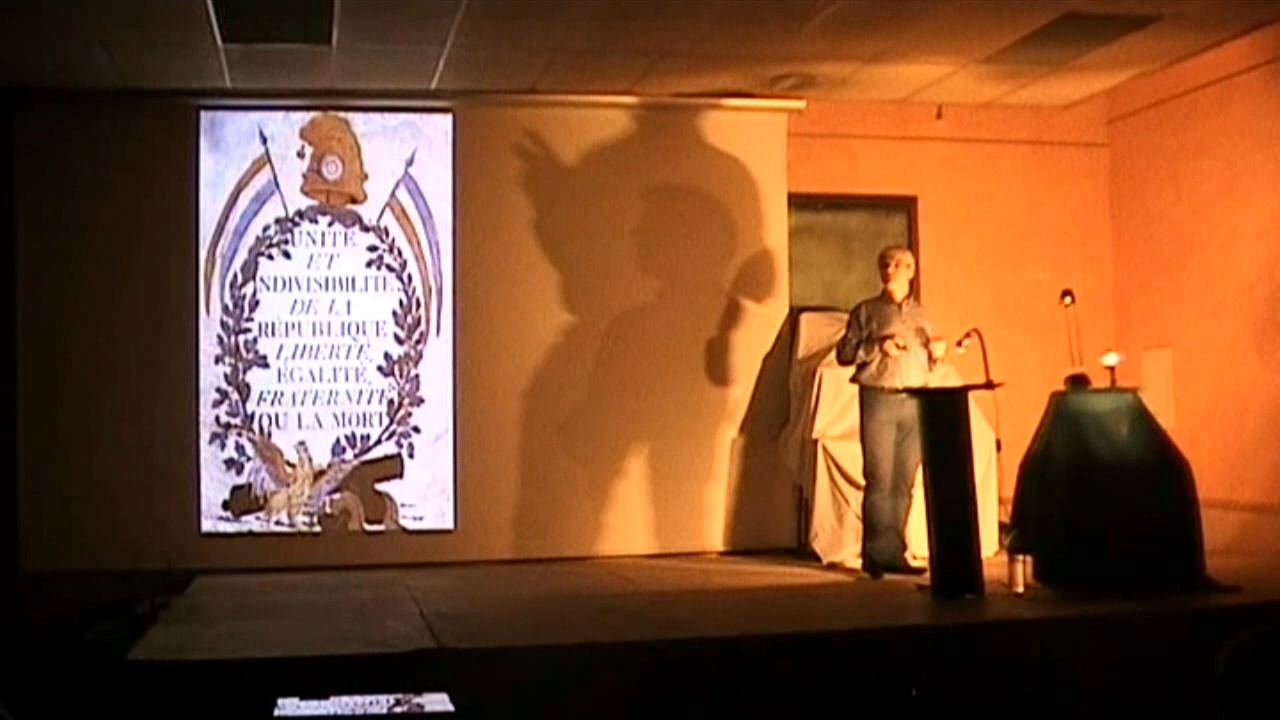 UNITÉ
ET
NDIVISIBILITÉ
DE LA
RÉPUBLIQUE
LIBERTÉ,
ÉGALITÉ,
FRATERNITÉ
OU LA MORT